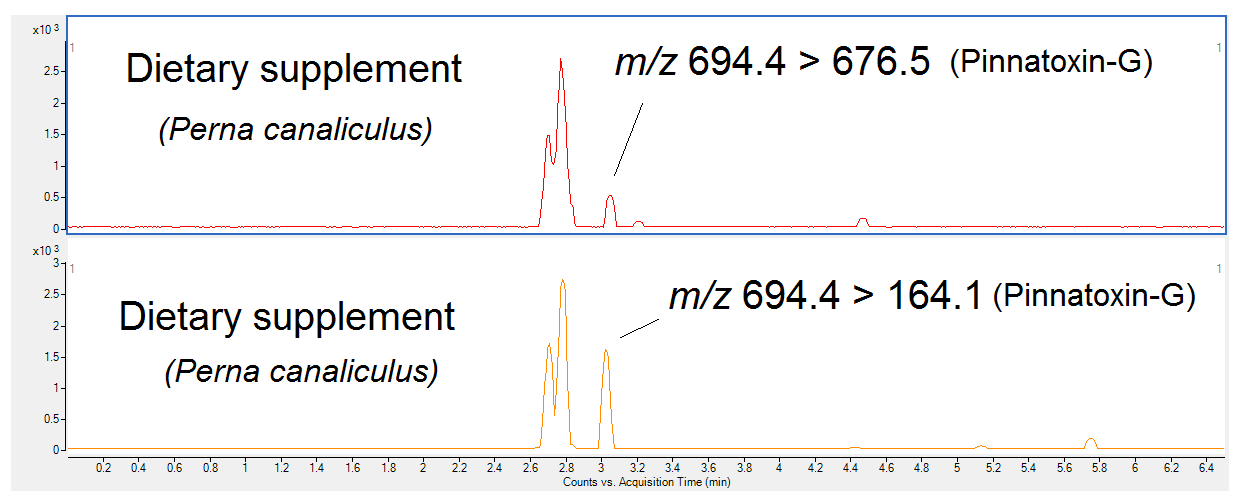 x10 3
1
1
Dietary supplement
(Perna canaliculus)
m/z 694.4 > 676.5 (Pinnatoxin-G)
2.5
2
1.5
1
0.5
0
x10 3
3
1
1
Dietary supplement
(Perna canaliculus)
m/z 694.4 > 164.1 (Pinnatoxin-G)
2.5
2
1.5
1
0.5
0
0.2 0.4 0.6 0.8 1 1.2 1.4 1.6 1.8 2 2.2 2.4 2.6 2.8 3 3.2 3.4 3.6 3.8 4 4.2 4.4 4.6 4.8 5 5.2 5.4 5.6 5.8 6 6.2 6.4
Counts vs. Acquisition Time (min)